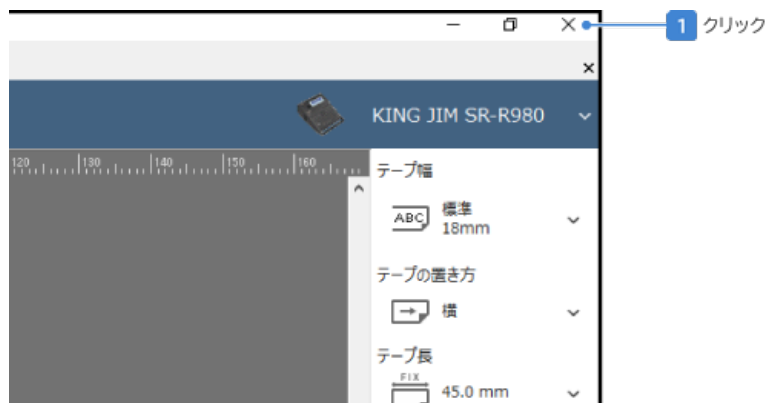 1 クリック
KING JIM SR-R980
120 130 140 150 160
テープ幅
ABC 標準
18mm
テープの置き方
横
テープ長
FIX
45.0 mm